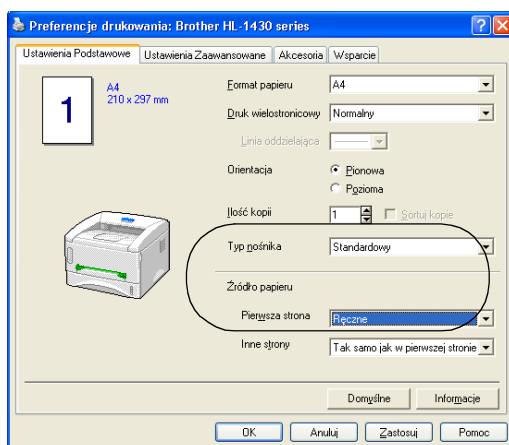 Preferencje drukowania: Brother HL-1430 series
Ustawienia Podstawowe Ustawienia Zaawansowane Akcesoria Wsparcie
1
A4
210 x 297 mm
Format papieru A4
Druk wielostronicowy Normalny
Linia oddzielająca
Orientacja Pionowa
Pozioma
Ilość kopii 1 Sortuj kopie
Typ nośnika Standardowy
Źródło papieru
Pierwsza strona Ręczne
Inne strony Tak samo jak w pierwszej stronie
Domyślne Informacje
OK Anuluj Zastosuj Pomoc